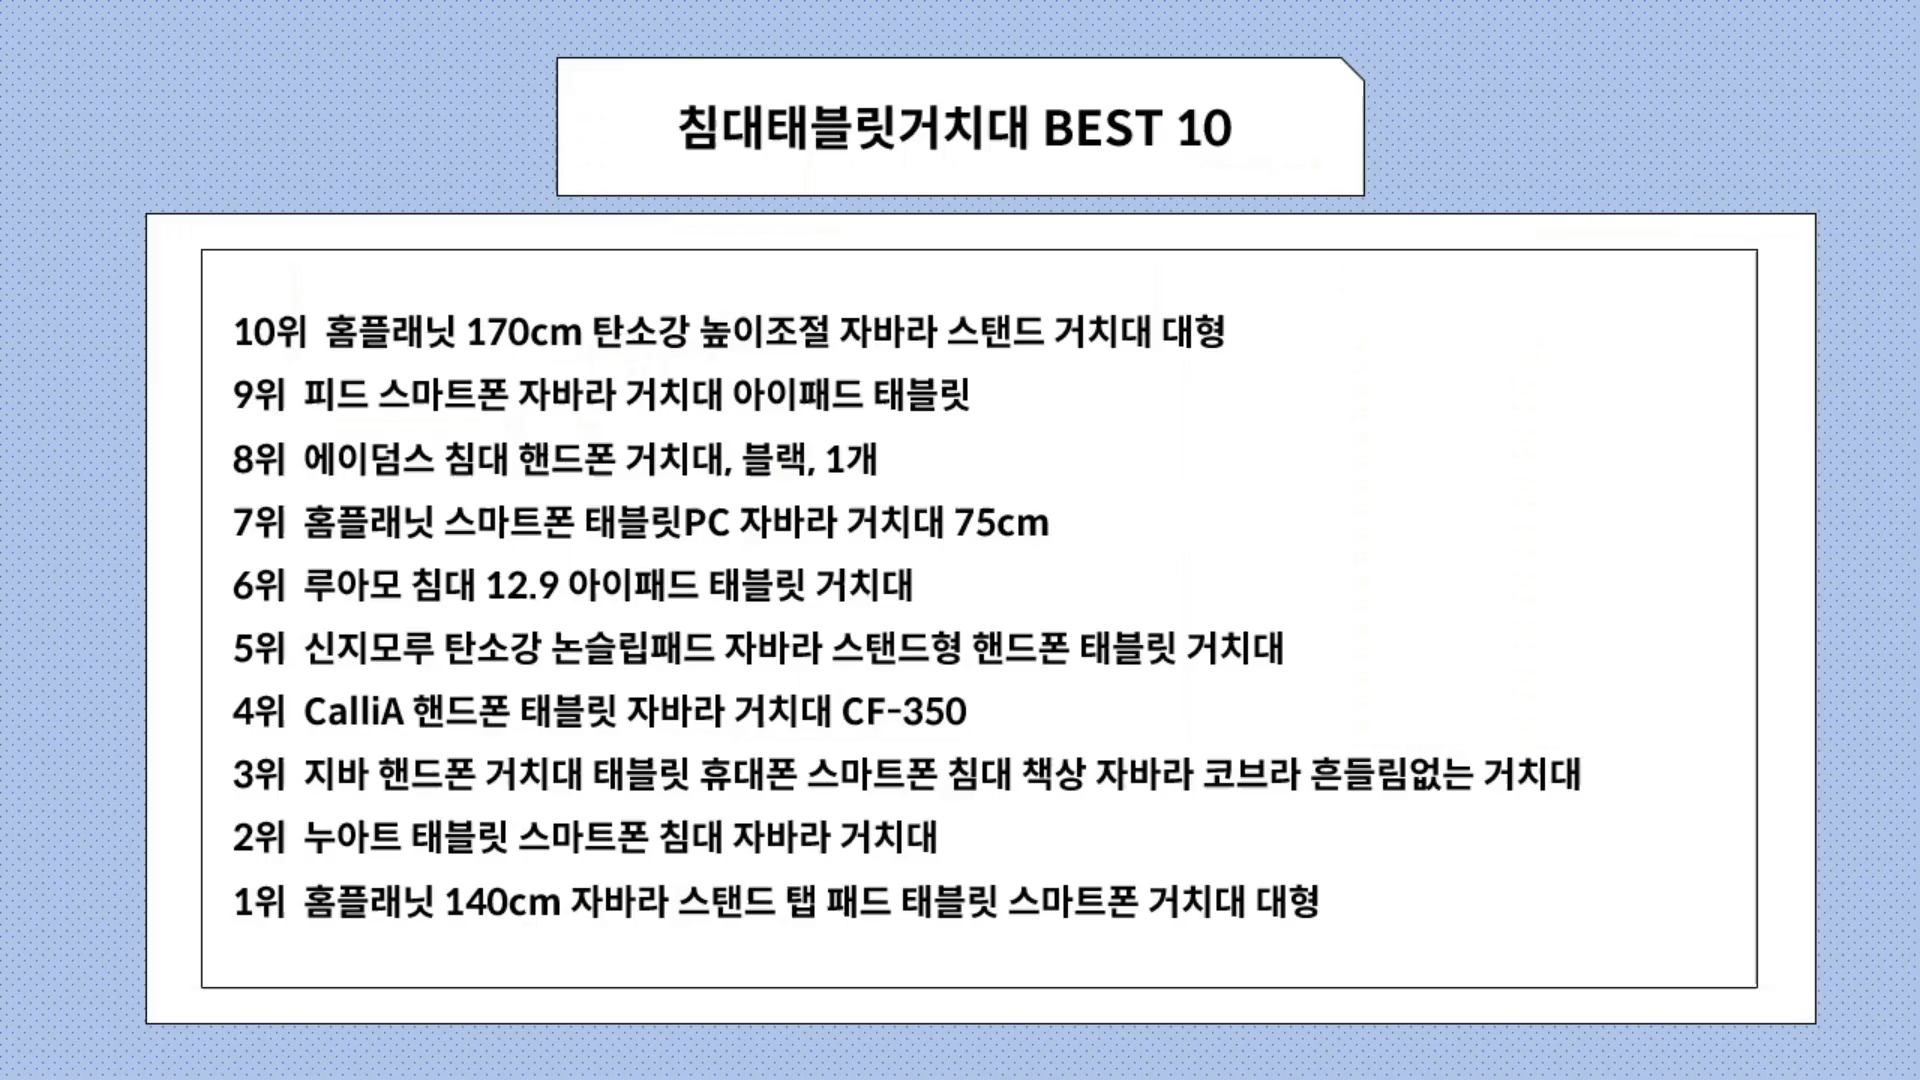 침대태블릿거치대 BEST 10
10위 홈플래닛 170cm 탄소강 높이조절 자바라 스탠드 거치대 대형
9위 피드 스마트폰 자바라 거치대 아이패드 태블릿
8위 에이덤스 침대 핸드폰 거치대, 블랙, 1개
7위 홈플래닛 스마트폰 태블릿PC 자바라 거치대 75cm
6위 루아모 침대 12.9 아이패드 태블릿 거치대
5위 신지모루 탄소강 논슬립패드 자바라 스탠드형 핸드폰 태블릿 거치대
4위 CalliA 핸드폰 태블릿 자바라 거치대 CF-350
3위 지바 핸드폰 거치대 태블릿 휴대폰 스마트폰 침대 책상 자바라 코브라 흔들림없는 거치대
2위 누아트 태블릿 스마트폰 침대 자바라 거치대
1위 홈플래닛 140cm 자바라 스탠드 탭 패드 태블릿 스마트폰 거치대 대형